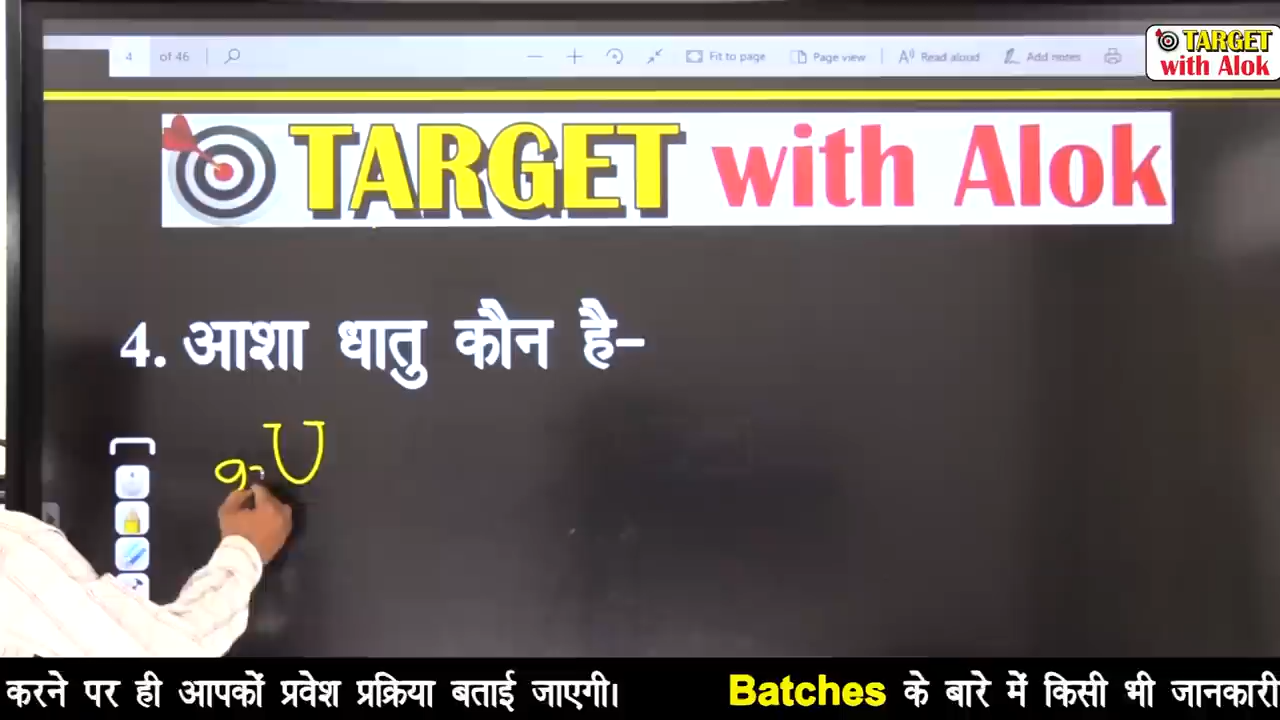 4 of 46 Fit to page Page view Read aloud Add notes
TARGET
with Alok
TARGET with Alok
4. आशा धातु कौन है-
U
9
करने पर ही आपकों प्रवेश प्रक्रिया बताई जाएगी। Batches के बारे में किसी भी जानकारी